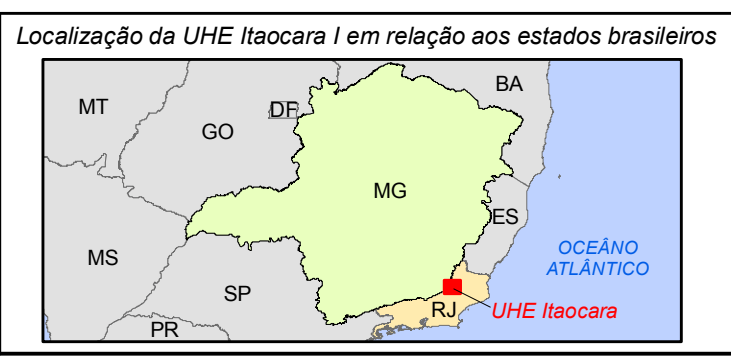 Localização da UHE Itaocara I em relação aos estados brasileiros
BA
MT
DF
GO
MG
ES
OCEÂNO
ATLÂNTICO
MS
SP
RJ
UHE Itaocara
PR